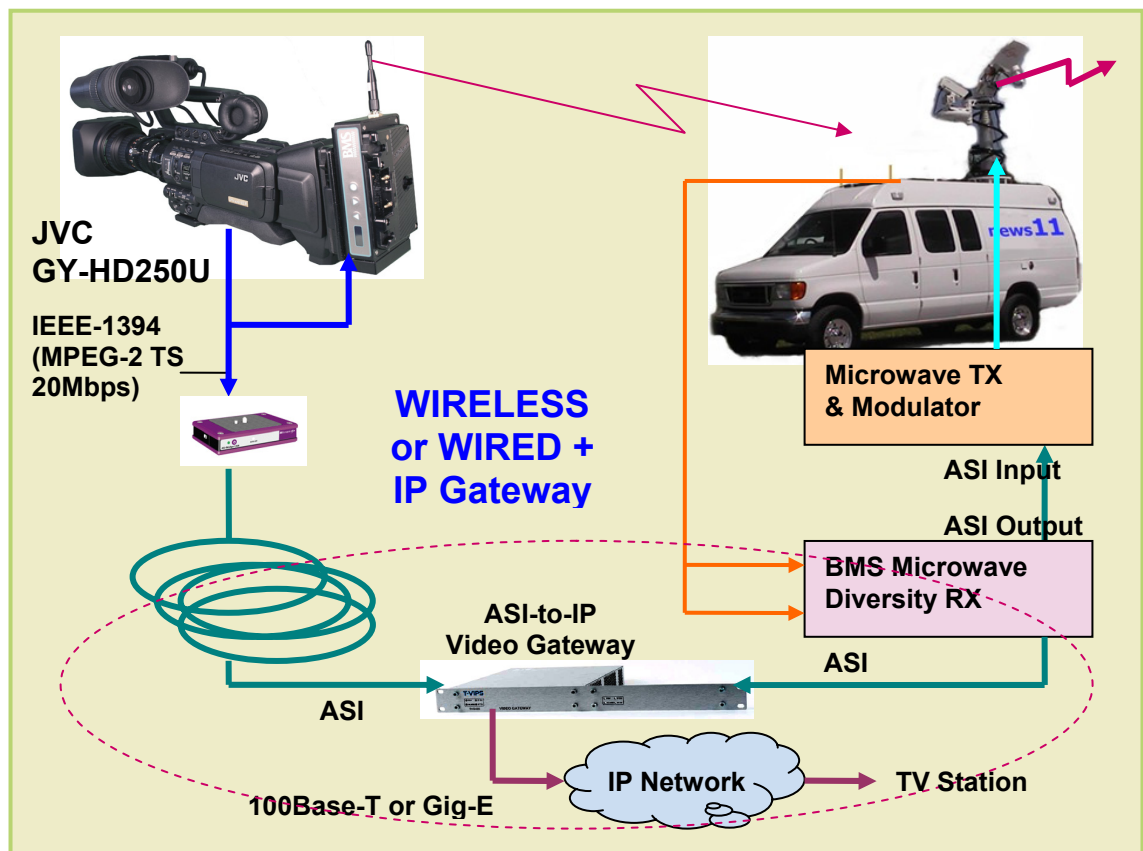 JVC
BMS
JVC
GY-HD250U
IEEE-1394
(MPEG-2 TS
20Mbps)
WIRELESS
or WIRED +
IP Gateway
news11
Microwave TX
& Modulator
ASI Input
ASI Output
BMS Microwave
Diversity RX
ASI
ASI-to-IP
Video Gateway
T-VIPS
VIDEO GATEWAY
ASI
100Base-T or Gig-E
IP Network
TV Station